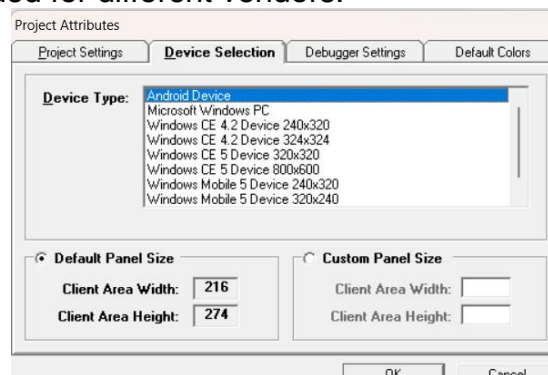 for different vendors.
Project Attributes
Project Settings Device Selection Debugger Settings Default Colors
Device Type:
Android Device
Microsoft Windows PC
Windows CE 4.2 Device 240x320
Windows CE 4.2 Device 324x324
Windows CE 5 Device 320x320
Windows CE 5 Device 800x600
Windows Mobile 5 Device 240x320
Windows Mobile 5 Device 320x240
Default Panel Size
Client Area Width: 216
Client Area Height: 274
Custom Panel Size
Client Area Width:
Client Area Height:
OK Cancel